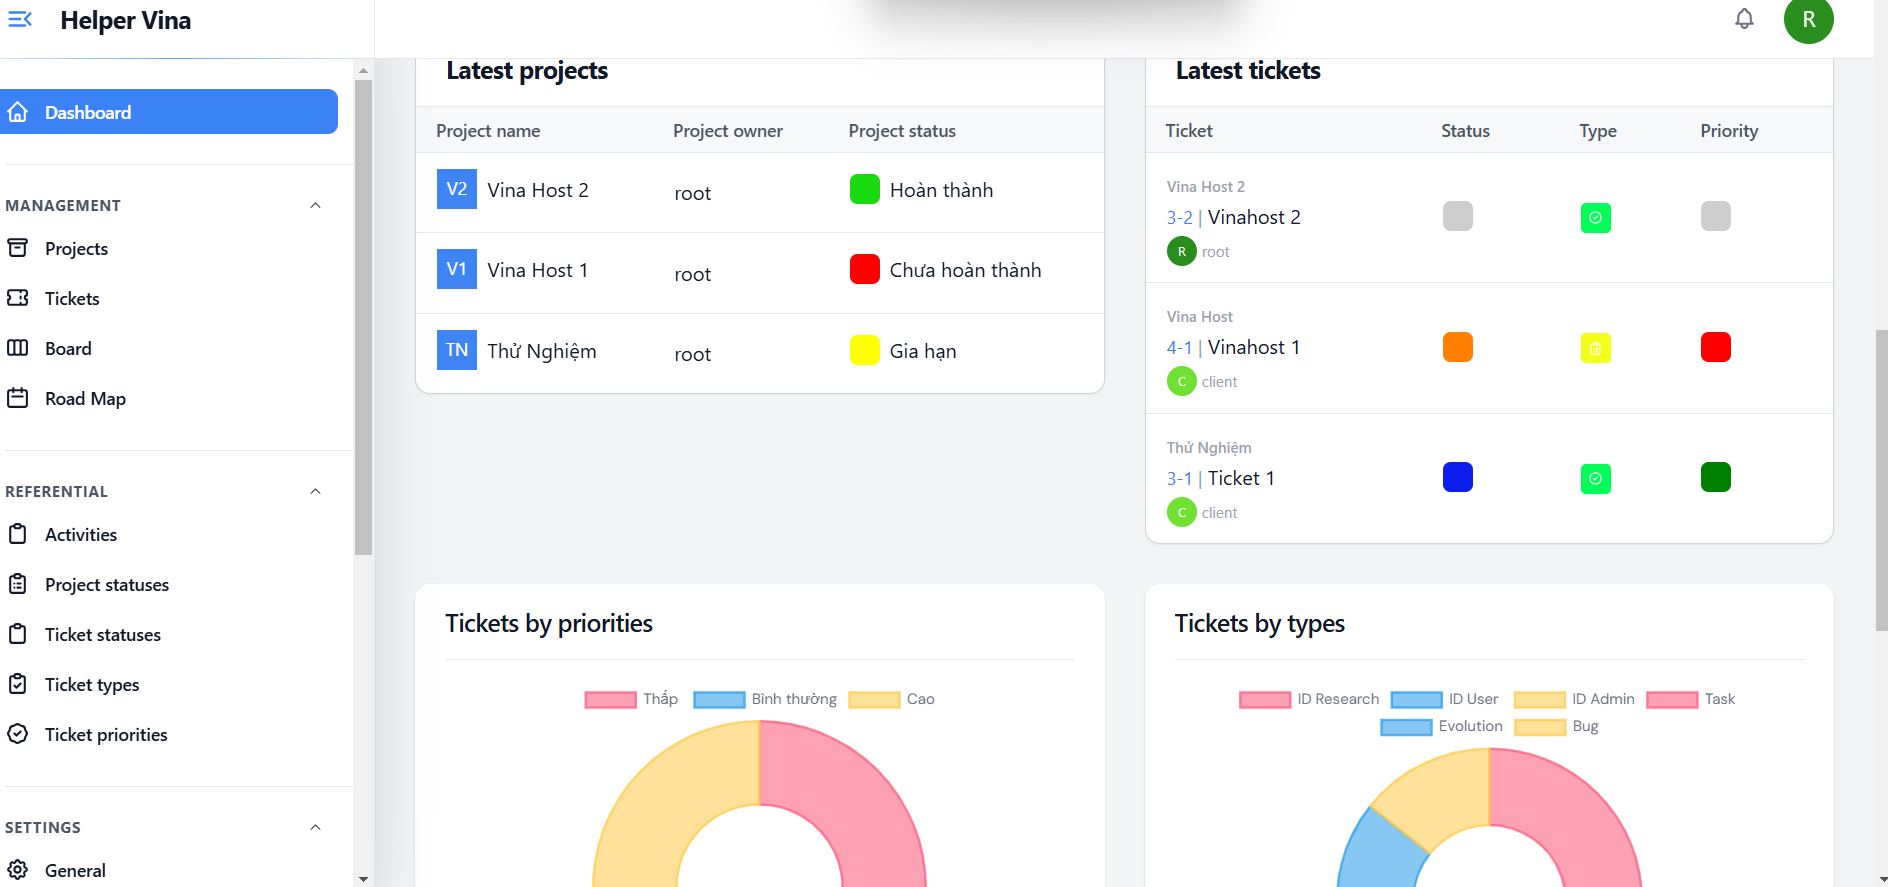 Helper Vina
R
Dashboard
MANAGEMENT
Projects
Tickets
Board
Road Map
REFERENTIAL
Activities
Project statuses
Ticket statuses
Ticket types
Ticket priorities
SETTINGS
General
Latest projects
Project name Project owner Project status
V2 Vina Host 2 root Hoàn thành
V1 Vina Host 1 root Chưa hoàn thành
TN Thử Nghiệm root Gia hạn
Latest tickets
Ticket Status Type Priority
Vina Host 2
3-2 | Vinahost 2
R root
Vina Host
4-1 | Vinahost 1
C client
Thử Nghiệm
3-1 | Ticket 1
C client
Tickets by priorities
Thấp Bình thường Cao
Tickets by types
ID Research ID User ID Admin Task
Evolution Bug